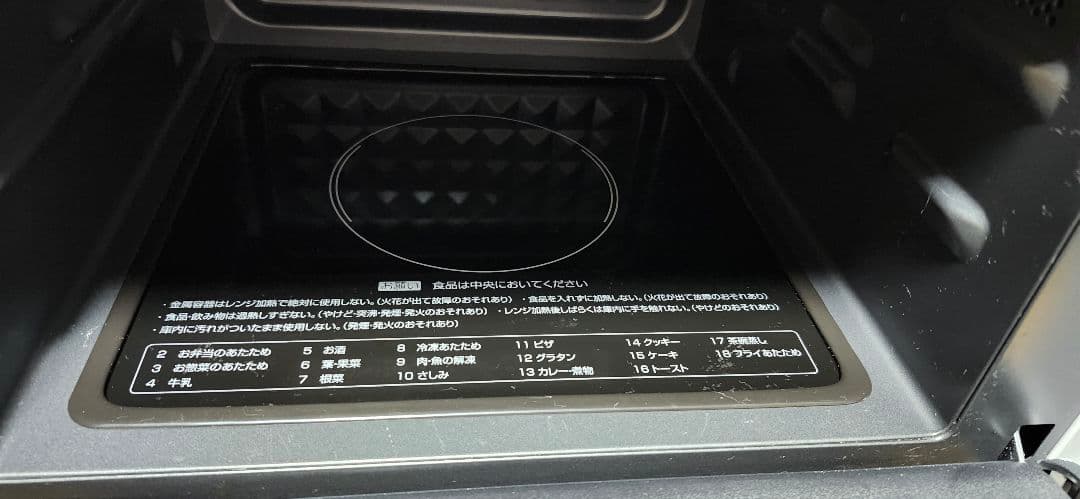 お願い 食品は中央においてください
・金属容器はレンジ加熱で絶対に使用しない。(火花が出て故障のおそれあり) ・食品を入れずに加熱しない。(火花が出て故障のおそれあり)
・食品・飲み物は過熱しすぎない。(やけど・突沸・発煙・発火のおそれあり) ・レンジ加熱後しばらくは庫内に手を触れない。(やけどのおそれあり)
・庫内に汚れがついたまま使用しない。(発煙・発火のおそれあり)
2 お弁当のあたため 5 お酒 8 冷凍あたため 11 ピザ 14 クッキー 17 茶碗蒸し
3 お惣菜のあたため 6 葉・果菜 9 肉・魚の解凍 12 グラタン 15 ケーキ 18 フライあたため
4 牛乳 7 根菜 10 さしみ 13 カレー・煮物 16 トースト